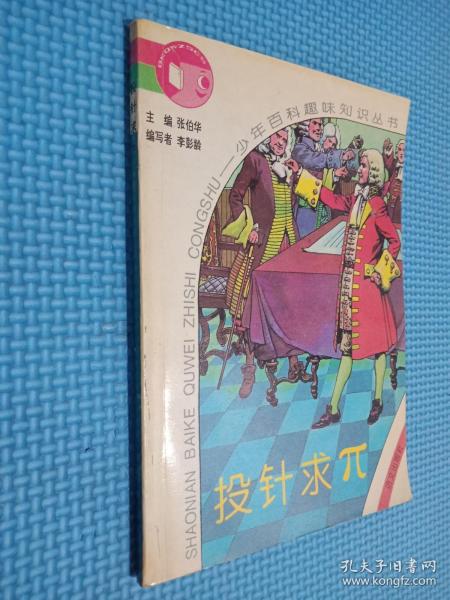 主 编 张伯华
编写者 李彭龄
SHAONIAN BAIKE QUWEI ZHISHI CONGSHU—少年百科趣味知识丛书
投针求π
孔夫子旧书网
www.kongfz.com